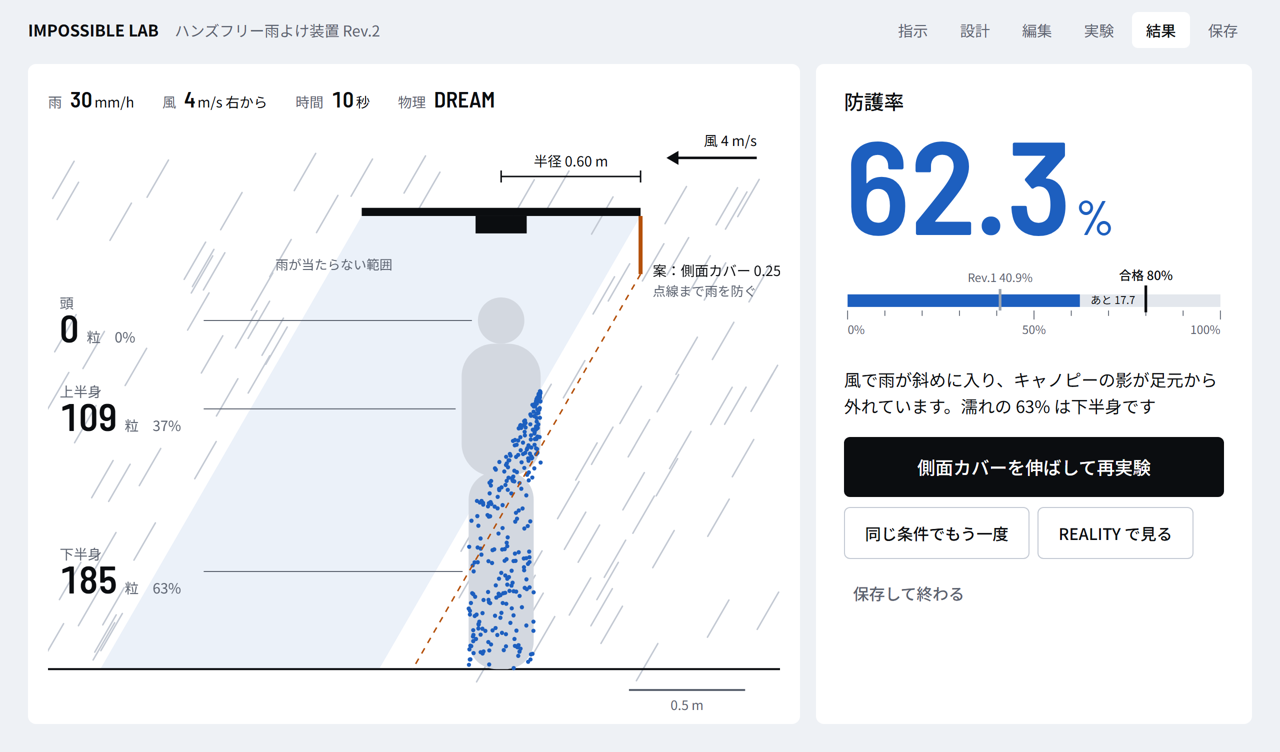 IMPOSSIBLE LAB ハンズフリー雨よけ装置 Rev.2
指示 設計 編集 実験 結果 保存
雨 30 mm/h 風 4 m/s 右から 時間 10 秒 物理 DREAM
風 4 m/s
半径 0.60 m
雨が当たらない範囲
案：側面カバー 0.25
点線まで雨を防ぐ
頭
0 粒 0%
上半身
109 粒 37%
下半身
185 粒 63%
0.5 m
防護率
62.3 %
Rev.1 40.9% 合格 80%
あと 17.7
0% 50% 100%
風で雨が斜めに入り、キャノピーの影が足元から
外れています。濡れの 63% は下半身です
側面カバーを伸ばして再実験
同じ条件でもう一度 REALITY で見る
保存して終わる